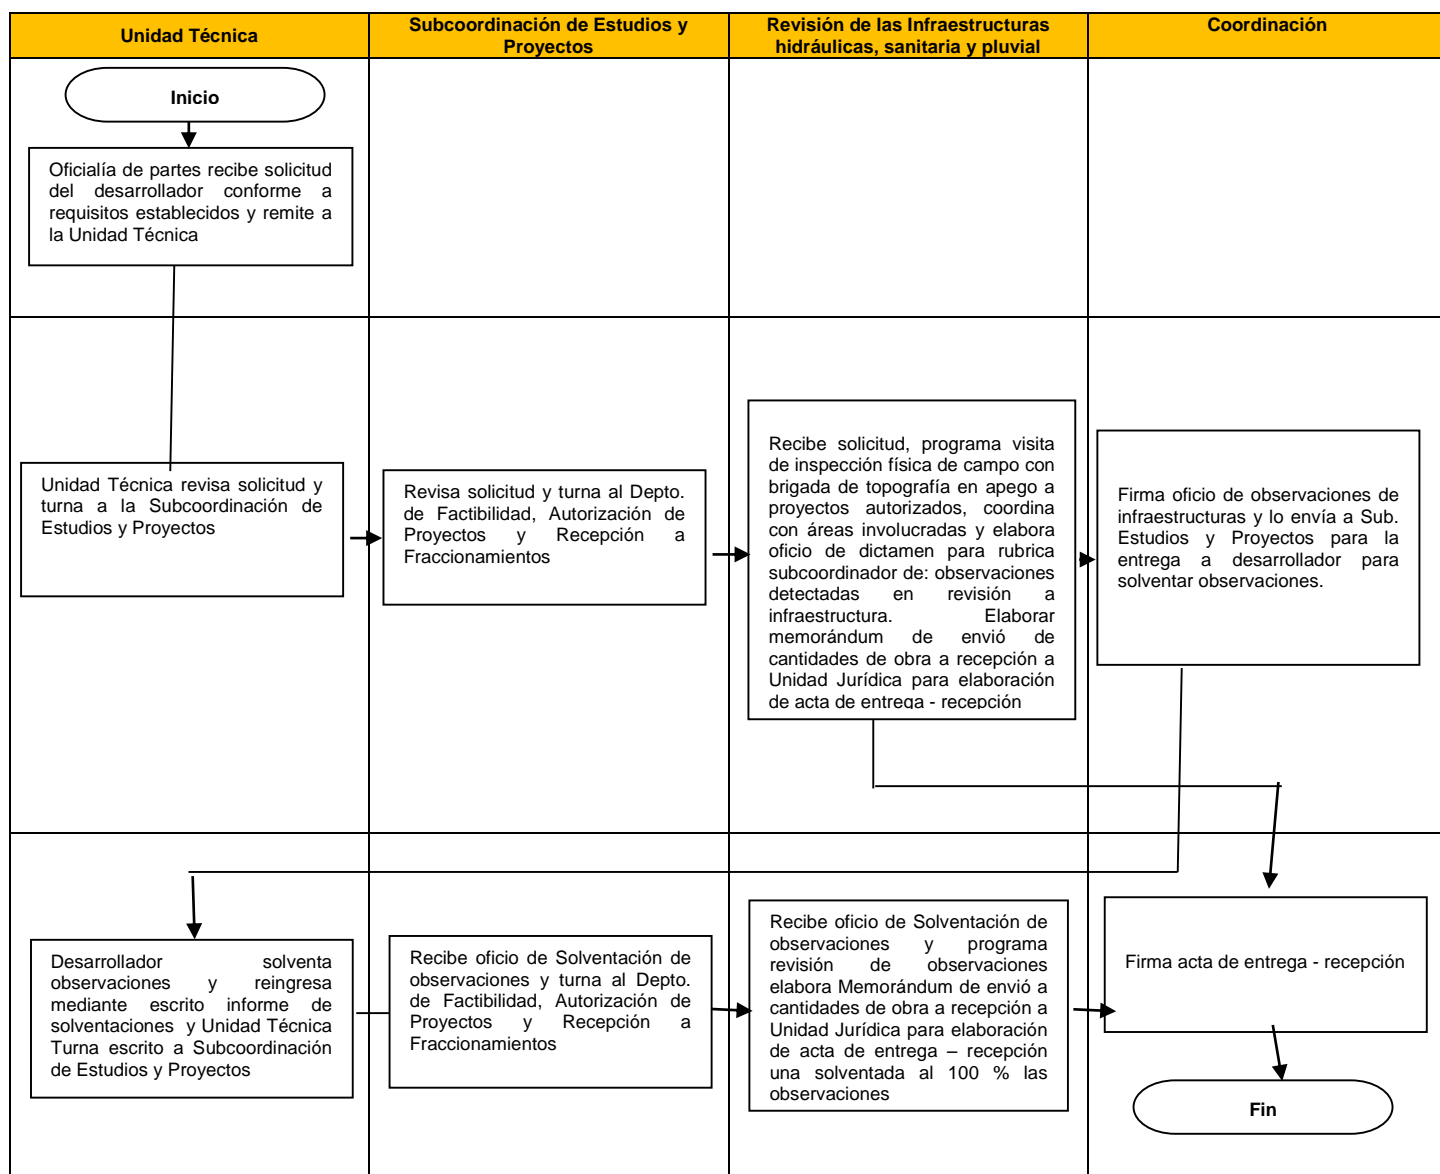 Unidad Técnica
Subcoordinación de Estudios y
Proyectos
Revisión de las Infraestructuras
hidráulicas, sanitaria y pluvial
Coordinación
Inicio
Oficialía de partes recibe solicitud
del desarrollador conforme a
requisitos establecidos y remite a
la Unidad Técnica
Unidad Técnica revisa solicitud y
turna a la Subcoordinación de
Estudios y Proyectos
Revisa solicitud y turna al Depto.
de Factibilidad, Autorización de
Proyectos y Recepción a
Fraccionamientos
Recibe solicitud, programa visita
de inspección física de campo con
brigada de topografía en apego a
proyectos autorizados, coordina
con áreas involucradas y elabora
oficio de dictamen para rubrica
subcoordinador de: observaciones
detectadas en revisión a
infraestructura. Elaborar
memorándum de envió de
cantidades de obra a recepción a
Unidad Jurídica para elaboración
de acta de entrega - recepción
Firma oficio de observaciones de
infraestructuras y lo envía a Sub.
Estudios y Proyectos para la
entrega a desarrollador para
solventar observaciones.
Desarrollador solventa
observaciones y reingresa
mediante escrito informe de
solventaciones y Unidad Técnica
Turna escrito a Subcoordinación
de Estudios y Proyectos
Recibe oficio de Solventación de
observaciones y turna al Depto.
de Factibilidad, Autorización de
Proyectos y Recepción a
Fraccionamientos
Recibe oficio de Solventación de
observaciones y programa
revisión de observaciones
elabora Memorándum de envió a
cantidades de obra a recepción a
Unidad Jurídica para elaboración
de acta de entrega – recepción
una solventada al 100 % las
observaciones
Firma acta de entrega - recepción
Fin